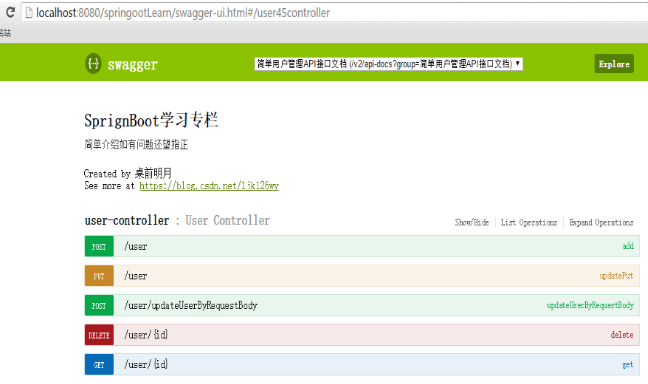 localhost:8080/springootLearn/swagger-ui.html#/user45controller
名站
{··} swagger 简单用户管理API接口文档 (/v2/api-docs?group=简单用户管理API接口文档) Explore
SprignBoot学习专栏
简单介绍如有问题还望指正
Created by 桌前明月
See more at https://blog.csdn.net/ljk126wy
user-controller : User Controller Show/Hide List Operations Expand Operations
POST /user add
PUT /user updatePut
POST /user/updateUserByRequestBody updateUserByRequestBody
DELETE /user/{id} delete
GET /user/{id} get